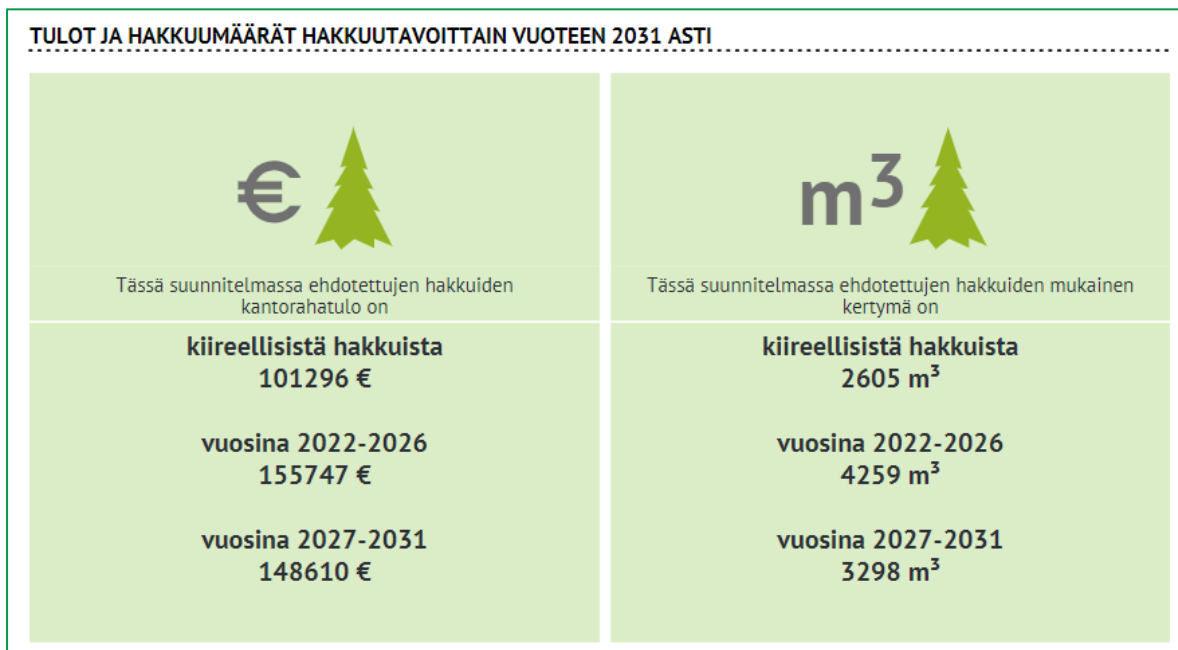 TULOT JA HAKKUUMÄÄRÄT HAKKUUTAVOITTAIN VUOTEEN 2031 ASTI
€
Tässä suunnitelmassa ehdotettujen hakkuiden
kantorahatulo on
kiireellisistä hakkuista
101296 €
vuosina 2022-2026
155747 €
vuosina 2027-2031
148610 €
m³
Tässä suunnitelmassa ehdotettujen hakkuiden mukainen
kertymä on
kiireellisistä hakkuista
2605 m³
vuosina 2022-2026
4259 m³
vuosina 2027-2031
3298 m³